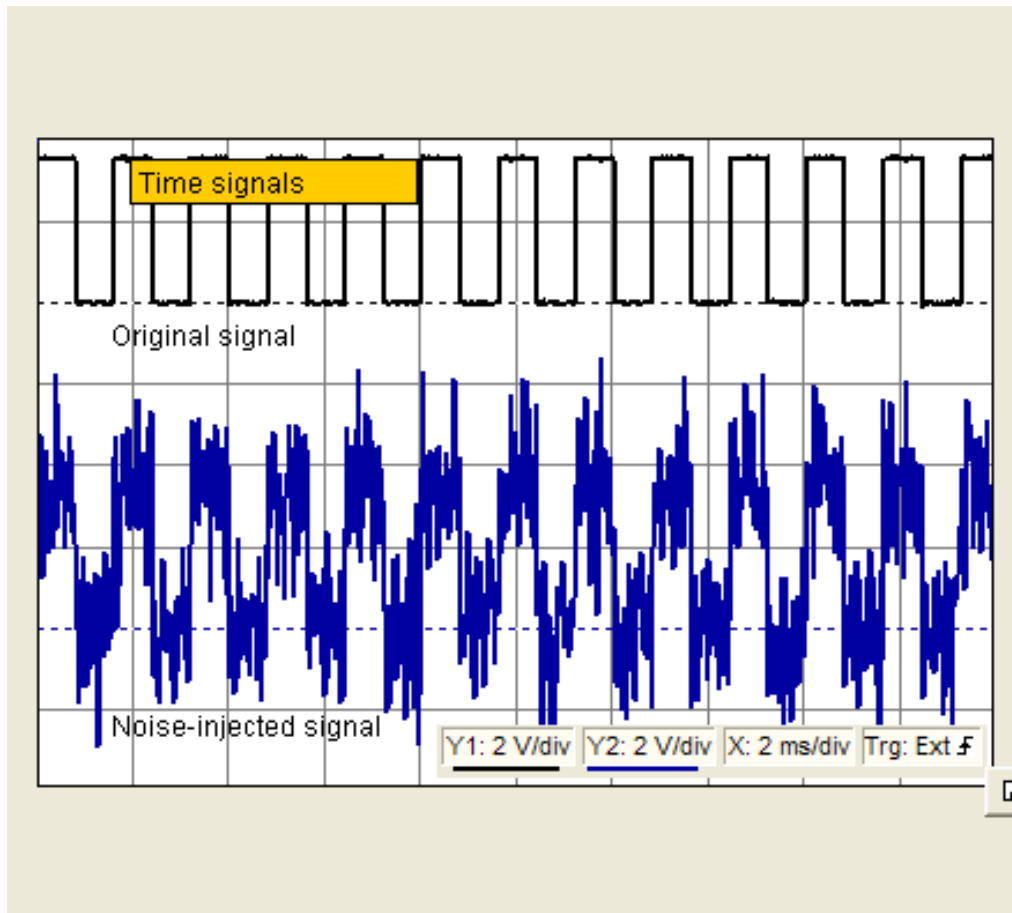 Time signals
Original signal
Noise-injected signal
Y1: 2 V/div Y2: 2 V/div X: 2 ms/div Trg: Ext